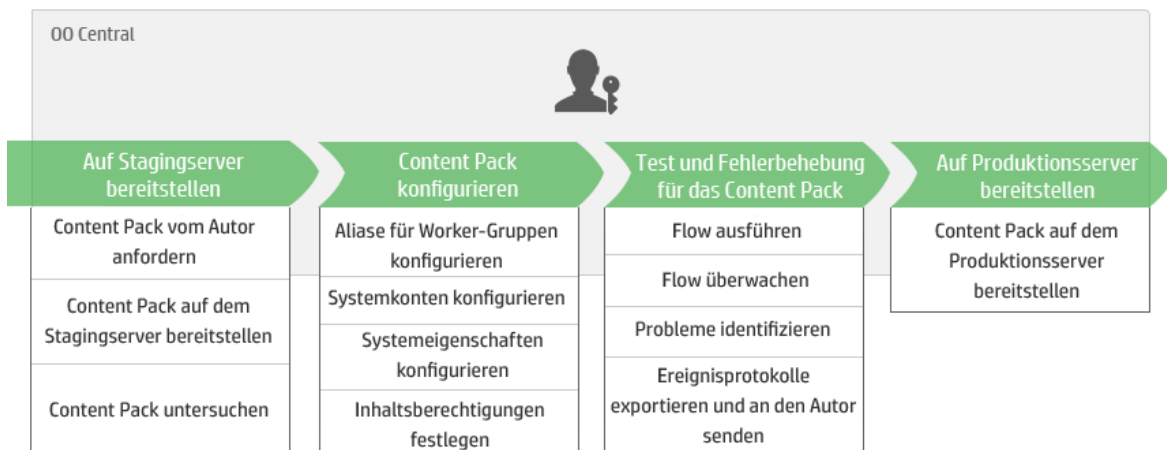 OO Central
Auf Stagingserver
bereitstellen
Content Pack vom Autor
anfordern
Content Pack auf dem
Stagingserver bereitstellen
Content Pack untersuchen
Content Pack
konfigurieren
Aliase für Worker-Gruppen
konfigurieren
Systemkonten konfigurieren
Systemeigenschaften
konfigurieren
Inhaltsberechtigungen
festlegen
Test und Fehlerbehebung
für das Content Pack
Flow ausführen
Flow überwachen
Probleme identifizieren
Ereignisprotokolle
exportieren und an den Autor
senden
Auf Produktionsserver
bereitstellen
Content Pack auf dem
Produktionsserver
bereitstellen